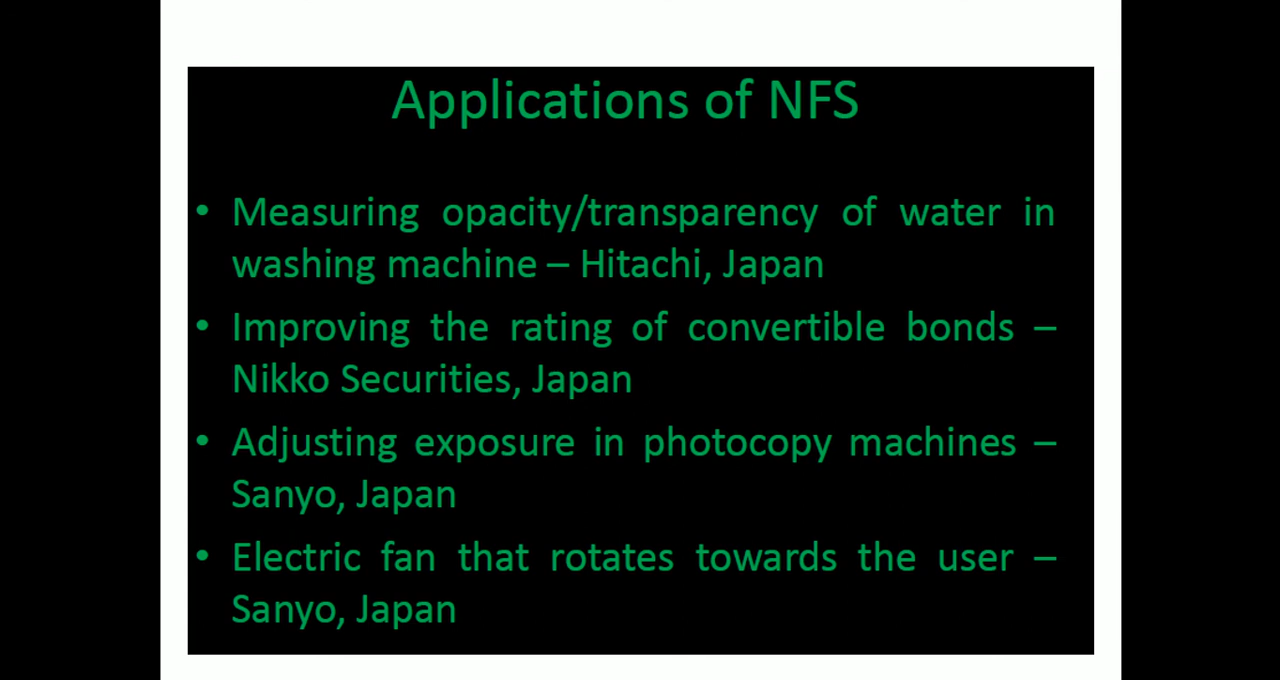 Applications of NFS
• Measuring opacity/transparency of water in
washing machine – Hitachi, Japan
• Improving the rating of convertible bonds –
Nikko Securities, Japan
• Adjusting exposure in photocopy machines –
Sanyo, Japan
• Electric fan that rotates towards the user –
Sanyo, Japan